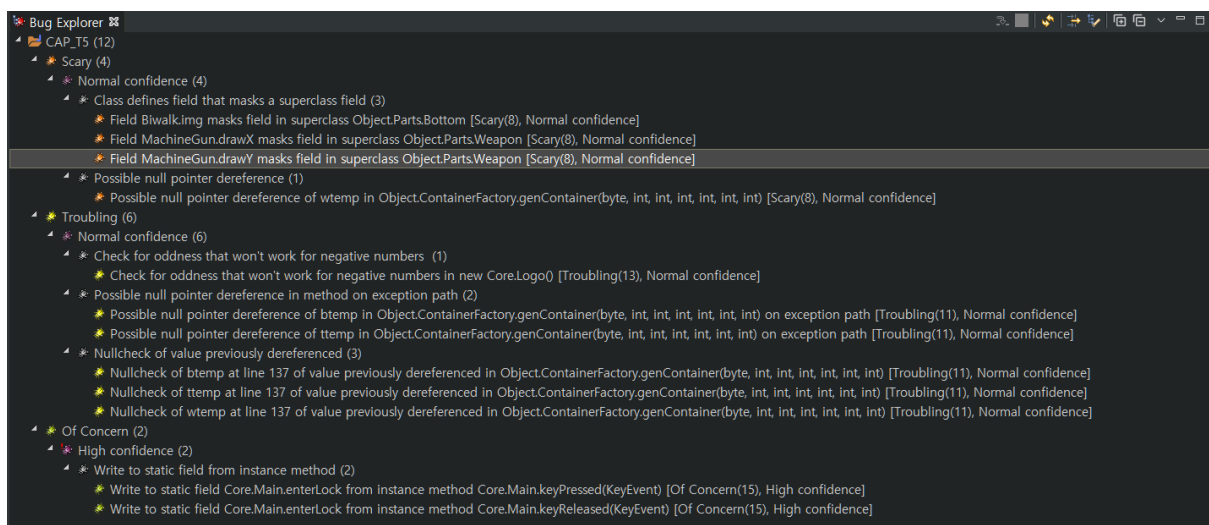 Bug Explorer
CAP_T5 (12)
Scary (4)
Normal confidence (4)
Class defines field that masks a superclass field (3)
Field Biwalk.img masks field in superclass Object.Parts.Bottom [Scary(8), Normal confidence]
Field MachineGun.drawX masks field in superclass Object.Parts.Weapon [Scary(8), Normal confidence]
Field MachineGun.drawY masks field in superclass Object.Parts.Weapon [Scary(8), Normal confidence]
Possible null pointer dereference (1)
Possible null pointer dereference of wtemp in Object.ContainerFactory.genContainer(byte, int, int, int, int, int, int) [Scary(8), Normal confidence]
Troubling (6)
Normal confidence (6)
Check for oddness that won't work for negative numbers (1)
Check for oddness that won't work for negative numbers in new Core.Logo() [Troubling(13), Normal confidence]
Possible null pointer dereference in method on exception path (2)
Possible null pointer dereference of btemp in Object.ContainerFactory.genContainer(byte, int, int, int, int, int, int) on exception path [Troubling(11), Normal confidence]
Possible null pointer dereference of ttemp in Object.ContainerFactory.genContainer(byte, int, int, int, int, int, int) on exception path [Troubling(11), Normal confidence]
Nullcheck of value previously dereferenced (3)
Nullcheck of btemp at line 137 of value previously dereferenced in Object.ContainerFactory.genContainer(byte, int, int, int, int, int, int) [Troubling(11), Normal confidence]
Nullcheck of ttemp at line 137 of value previously dereferenced in Object.ContainerFactory.genContainer(byte, int, int, int, int, int, int) [Troubling(11), Normal confidence]
Nullcheck of wtemp at line 137 of value previously dereferenced in Object.ContainerFactory.genContainer(byte, int, int, int, int, int, int) [Troubling(11), Normal confidence]
Of Concern (2)
High confidence (2)
Write to static field from instance method (2)
Write to static field Core.Main.enterLock from instance method Core.Main.keyPressed(KeyEvent) [Of Concern(15), High confidence]
Write to static field Core.Main.enterLock from instance method Core.Main.keyReleased(KeyEvent) [Of Concern(15), High confidence]